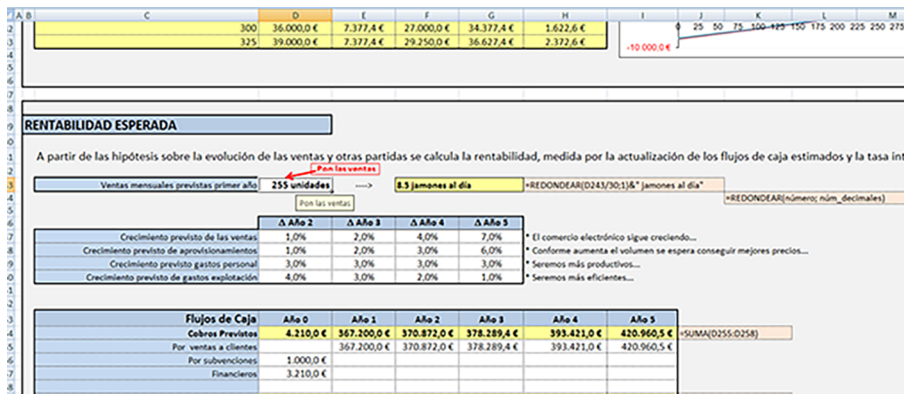 A B C D E F G H I J K L M
300 36.000,0 € 7.377,4 € 27.000,0 € 34.377,4 € 1.622,6 €
325 39.000,0 € 7.377,4 € 29.250,0 € 36.627,4 € 2.372,6 €
0 25 50 75 100 125 150 175 200 225 250 275
-10.000,0 €
RENTABILIDAD ESPERADA
A partir de las hipótesis sobre la evolución de las ventas y otras partidas se calcula la rentabilidad, medida por la actualización de los flujos de caja estimados y la tasa int
Pon las ventas
Ventas mensuales previstas primer año 255 unidades ----> 8.5 jamones al día =REDONDEAR(D243/30;1)&" jamones al día"
Pon las ventas =REDONDEAR(número; núm_decimales)
Δ Año 2 Δ Año 3 Δ Año 4 Δ Año 5
Crecimiento previsto de las ventas 1,0% 2,0% 4,0% 7,0% * El comercio electrónico sigue creciendo...
Crecimiento previsto de aprovisionamientos 1,0% 2,0% 3,0% 6,0% * Conforme aumenta el volumen se espera conseguir mejores precios...
Crecimiento previsto gastos personal 3,0% 3,0% 3,0% 3,0% * Seremos más productivos...
Crecimiento previsto de gastos explotación 4,0% 3,0% 2,0% 1,0% * Seremos más eficientes...
Flujos de Caja Año 0 Año 1 Año 2 Año 3 Año 4 Año 5
Cobros Previstos 4.210,0 € 367.200,0 € 370.872,0 € 378.289,4 € 393.421,0 € 420.960,5 € =SUMA(D255:D258)
Por ventas a clientes 367.200,0 € 370.872,0 € 378.289,4 € 393.421,0 € 420.960,5 €
Por subvenciones 1.000,0 €
Financieros 3.210,0 €